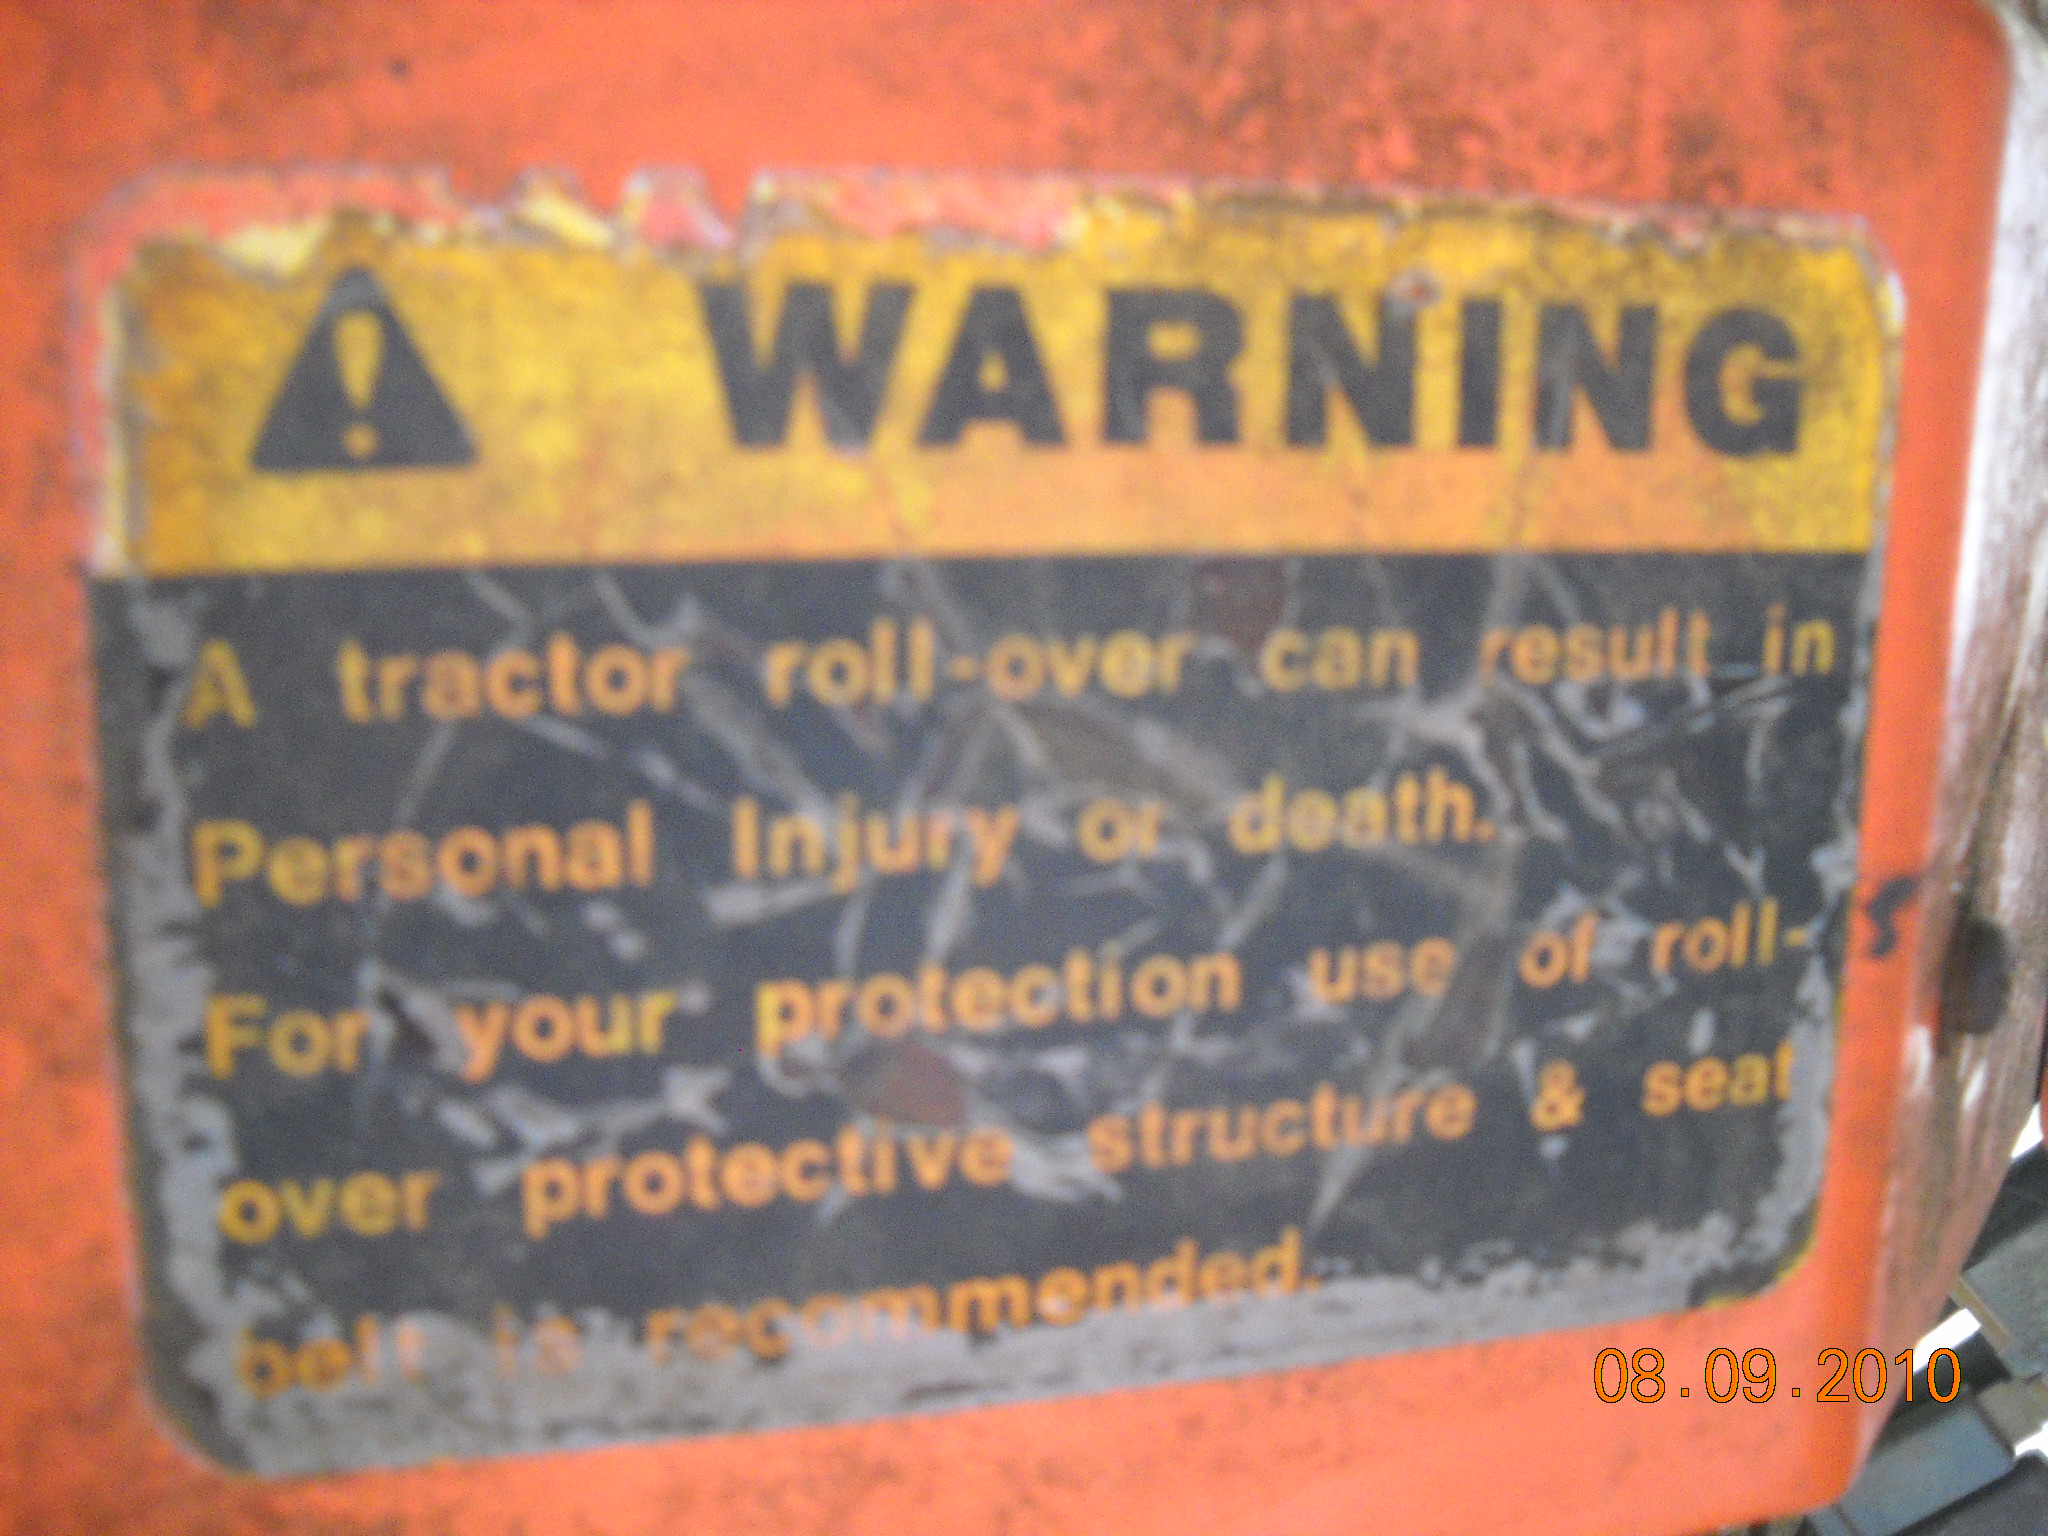 WARNING
A tractor roll-over can result in
Personal Injury or death.
For your protection use of roll-
over protective structure & seat
belt is recommended.
08.09.2010